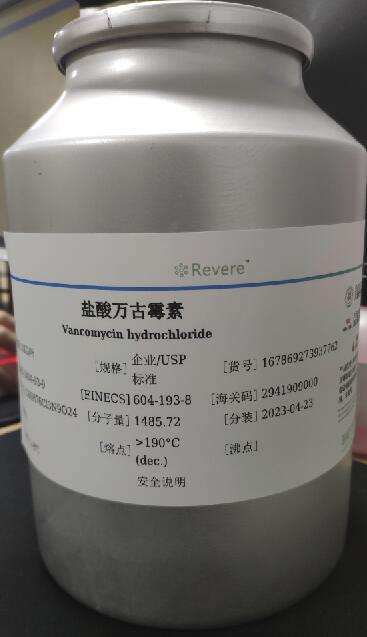 Revere
盐酸万古霉素
Vancomycin hydrochloride
[规格] 企业/USP
标准
[货号] 167869273937762
[EINECS] 604-193-8
[海关码] 2941909000
[分子量] 1485.72
[分装] 2023-04-23
[熔点] >190°C
(dec.)
[沸点]
安全说明